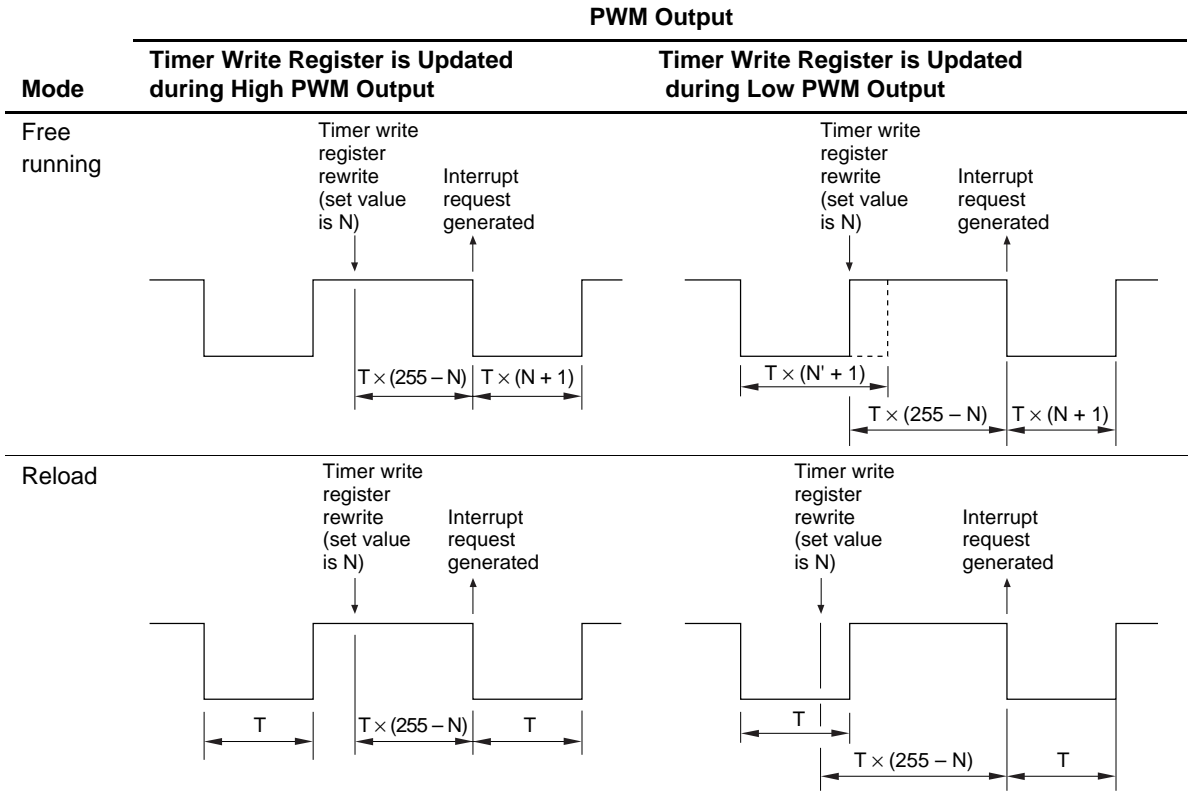 PWM Output
Mode
Timer Write Register is Updated
during High PWM Output
Timer Write Register is Updated
during Low PWM Output
Free
running
Timer write
register
rewrite
(set value
is N)
Interrupt
request
generated
T × (255 – N)
T × (N + 1)
Timer write
register
rewrite
(set value
is N)
Interrupt
request
generated
T × (N' + 1)
T × (255 – N)
T × (N + 1)
Reload
Timer write
register
rewrite
(set value
is N)
Interrupt
request
generated
T
T × (255 – N)
T
Timer write
register
rewrite
(set value
is N)
Interrupt
request
generated
T
T × (255 – N)
T